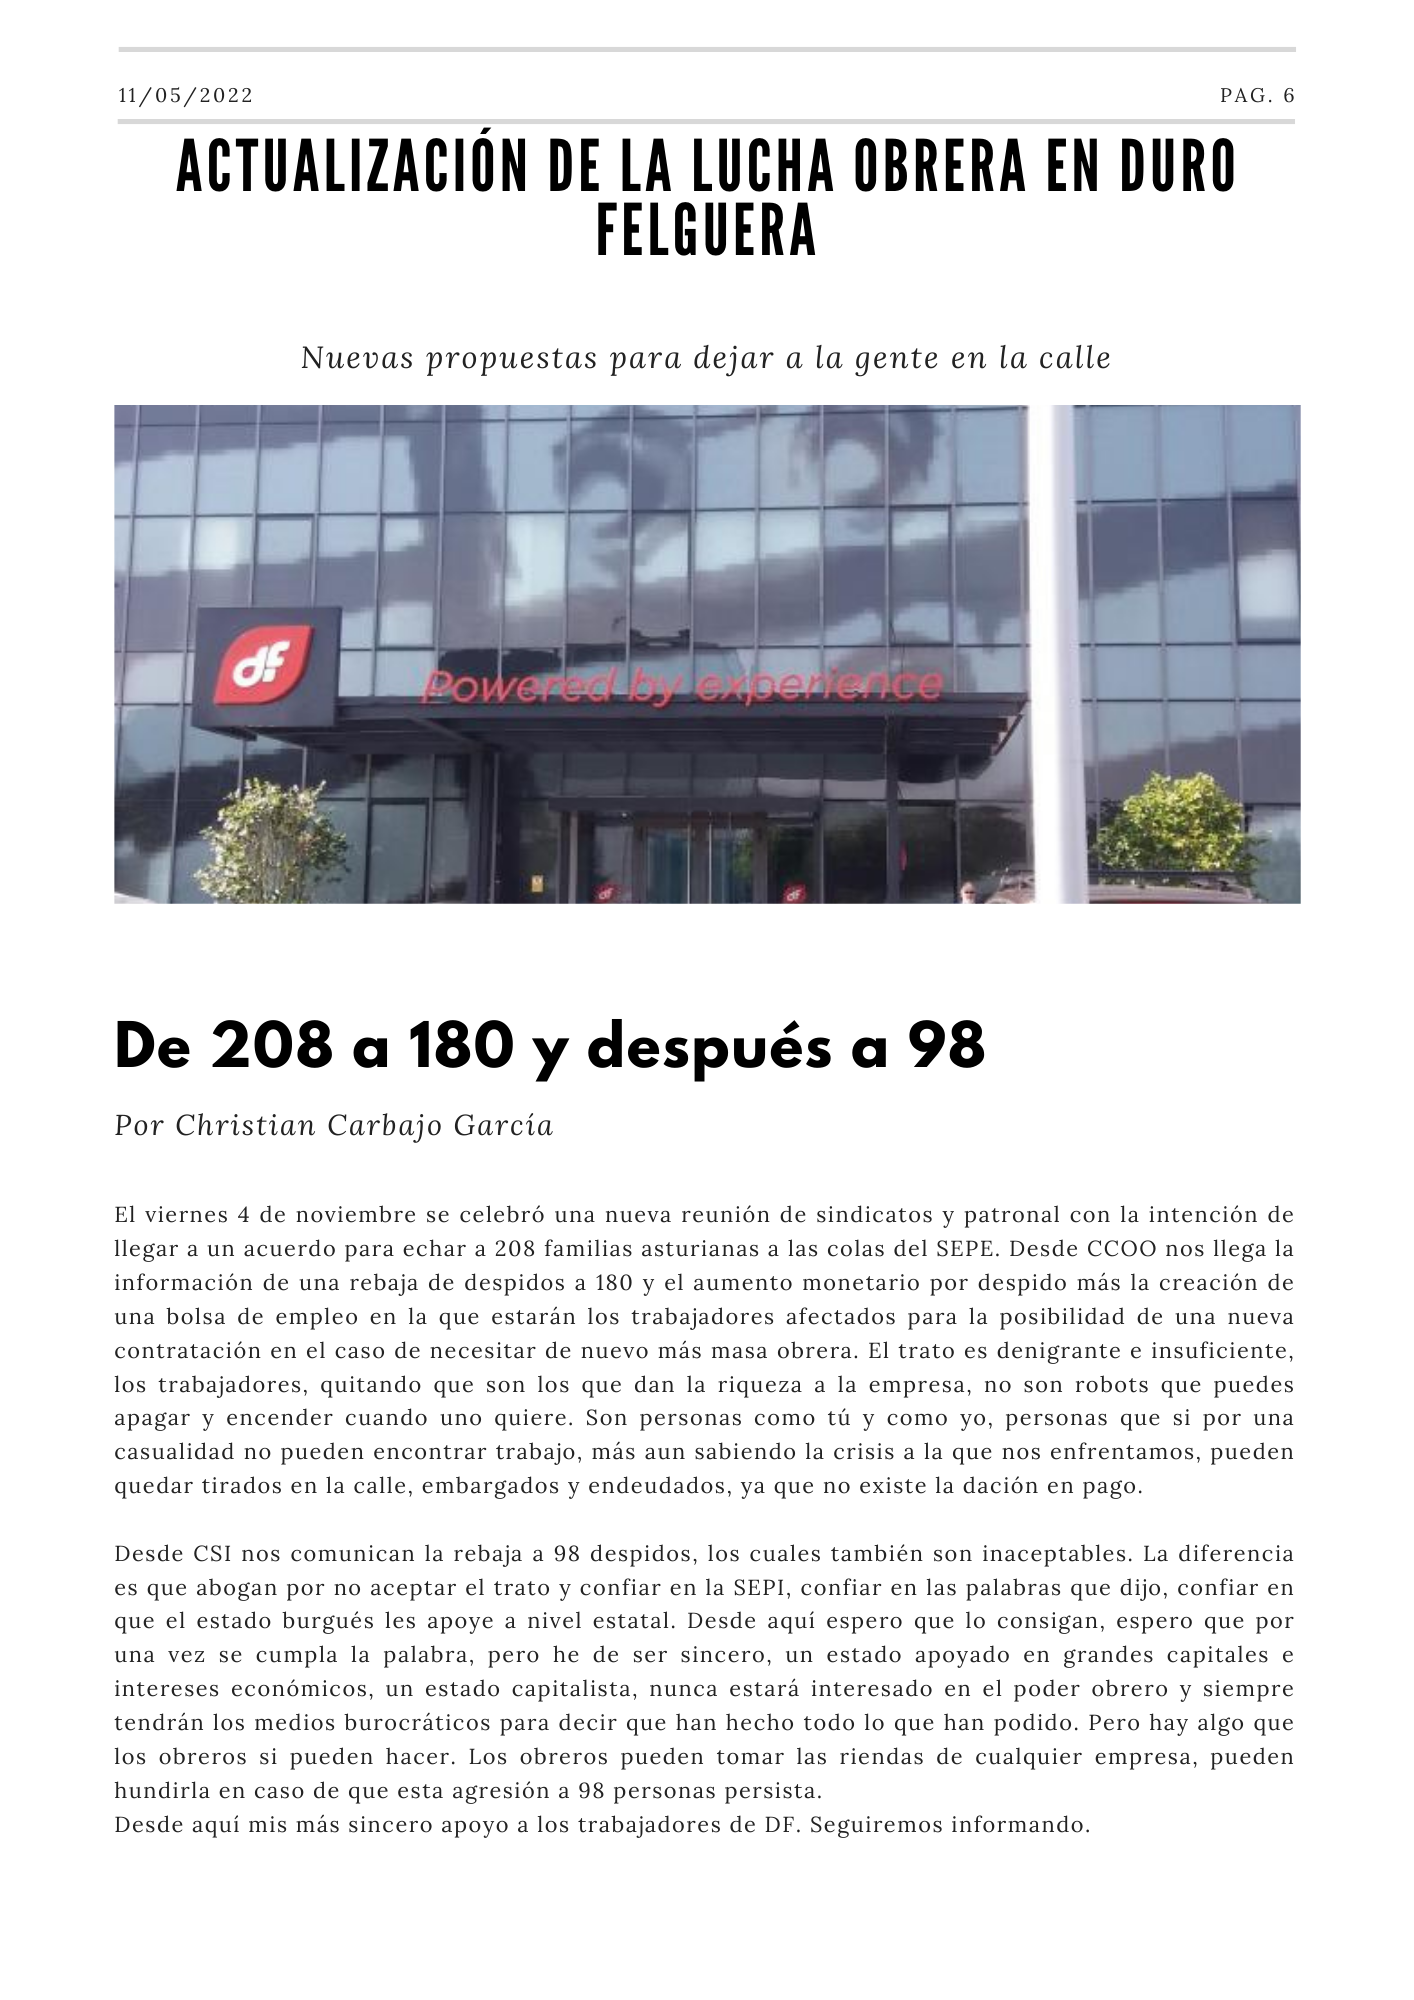 11/05/2022
PAG. 6
ACTUALIZACIÓN DE LA LUCHA OBRERA EN DURO
FELGUERA
Nuevas propuestas para dejar a la gente en la calle
df
Powered by experience
df
df
De 208 a 180 y después a 98
Por Christian Carbajo García
El viernes 4 de noviembre se celebró una nueva reunión de sindicatos y patronal con la intención de
llegar a un acuerdo para echar a 208 familias asturianas a las colas del SEPE. Desde CCOO nos llega la
información de una rebaja de despidos a 180 y el aumento monetario por despido más la creación de
una bolsa de empleo en la que estarán los trabajadores afectados para la posibilidad de una nueva
contratación en el caso de necesitar de nuevo más masa obrera. El trato es denigrante e insuficiente,
los trabajadores, quitando que son los que dan la riqueza a la empresa, no son robots que puedes
apagar y encender cuando uno quiere. Son personas como tú y como yo, personas que si por una
casualidad no pueden encontrar trabajo, más aun sabiendo la crisis a la que nos enfrentamos, pueden
quedar tirados en la calle, embargados y endeudados, ya que no existe la dación en pago.
Desde CSI nos comunican la rebaja a 98 despidos, los cuales también son inaceptables. La diferencia
es que abogan por no aceptar el trato y confiar en la SEPI, confiar en las palabras que dijo, confiar en
que el estado burgués les apoye a nivel estatal. Desde aquí espero que lo consigan, espero que por
una vez se cumpla la palabra, pero he de ser sincero, un estado apoyado en grandes capitales e
intereses económicos, un estado capitalista, nunca estará interesado en el poder obrero y siempre
tendrán los medios burocráticos para decir que han hecho todo lo que han podido. Pero hay algo que
los obreros si pueden hacer. Los obreros pueden tomar las riendas de cualquier empresa, pueden
hundirla en caso de que esta agresión a 98 personas persista.
Desde aquí mis más sincero apoyo a los trabajadores de DF. Seguiremos informando.